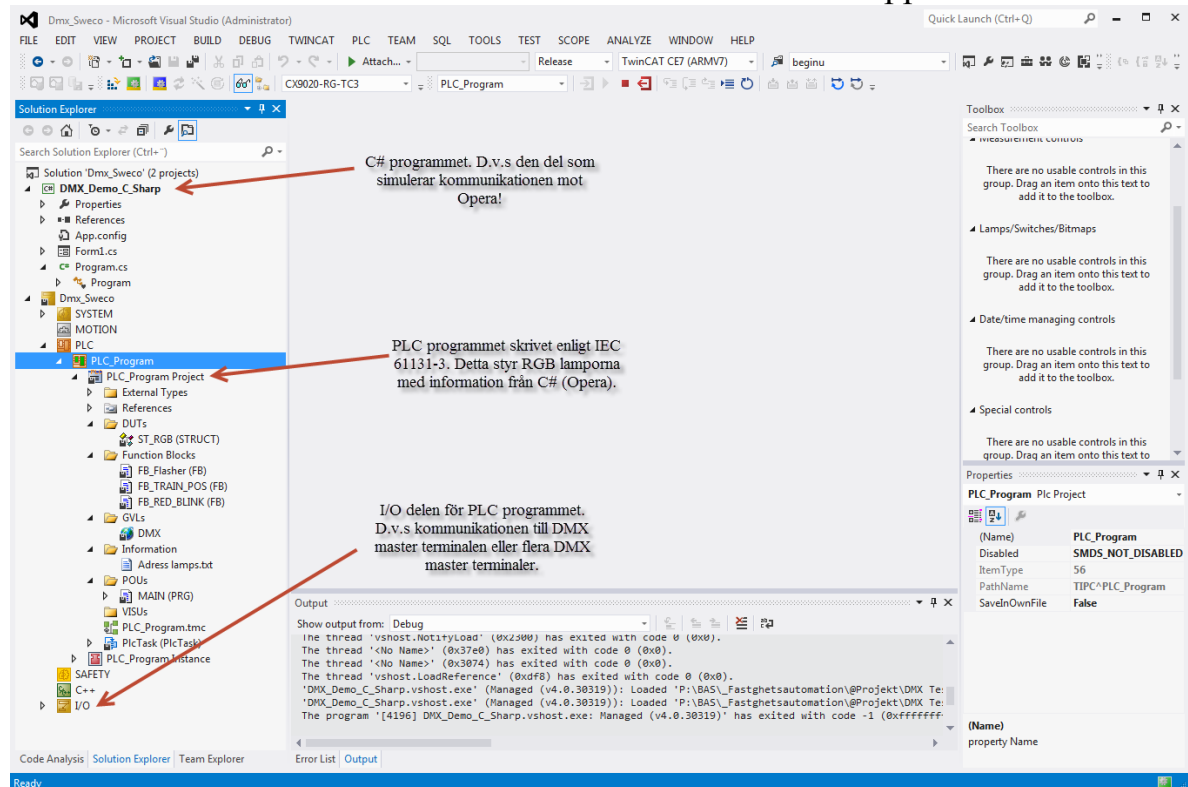 Dmx_Sweco - Microsoft Visual Studio (Administrator)
Quick Launch (Ctrl+Q)
FILE EDIT VIEW PROJECT BUILD DEBUG TWINCAT PLC TEAM SQL TOOLS TEST SCOPE ANALYZE WINDOW HELP
Attach... Release TwinCAT CE7 (ARMV7) beginu
CX9020-RG-TC3 PLC_Program
Solution Explorer
Search Solution Explorer (Ctrl+¨)
Solution 'Dmx_Sweco' (2 projects)
DMX_Demo_C_Sharp
Properties
References
App.config
Form1.cs
Program.cs
Program
Dmx_Sweco
SYSTEM
MOTION
PLC
PLC_Program
PLC_Program Project
External Types
References
DUTs
ST_RGB (STRUCT)
Function Blocks
FB_Flasher (FB)
FB_TRAIN_POS (FB)
FB_RED_BLINK (FB)
GVLs
DMX
Information
Adress lamps.txt
POUs
MAIN (PRG)
VISUs
PLC_Program.tmc
PlcTask (PlcTask)
PLC_Program Instance
SAFETY
C++
I/O
Code Analysis Solution Explorer Team Explorer
C# programmet. D.v.s den del som
simulerar kommunikationen mot
Opera!
PLC programmet skrivet enligt IEC
61131-3. Detta styr RGB lamporna
med information från C# (Opera).
I/O delen för PLC programmet.
D.v.s kommunikationen till DMX
master terminalen eller flera DMX
master terminaler.
Output
Show output from: Debug
The thread 'vshost.NotifyLoad' (0x2300) has exited with code 0 (0x0).
The thread '<No Name>' (0x37e0) has exited with code 0 (0x0).
The thread '<No Name>' (0x3074) has exited with code 0 (0x0).
The thread 'vshost.LoadReference' (0xdf8) has exited with code 0 (0x0).
'DMX_Demo_C_Sharp.vshost.exe' (Managed (v4.0.30319)): Loaded 'P:\BAS\_Fastghetsautomation\@Projekt\DMX Te
'DMX_Demo_C_Sharp.vshost.exe' (Managed (v4.0.30319)): Loaded 'P:\BAS\_Fastghetsautomation\@Projekt\DMX Te
The program '[4196] DMX_Demo_C_Sharp.vshost.exe: Managed (v4.0.30319)' has exited with code -1 (0xfffffff
Error List Output
Toolbox
Search Toolbox
Measurement controls
There are no usable controls in this
group. Drag an item onto this text to
add it to the toolbox.
Lamps/Switches/Bitmaps
There are no usable controls in this
group. Drag an item onto this text to
add it to the toolbox.
Date/time managing controls
There are no usable controls in this
group. Drag an item onto this text to
add it to the toolbox.
Special controls
There are no usable controls in this
group. Drag an item onto this text to
Properties
PLC_Program Plc Project
(Name) PLC_Program
Disabled SMDS_NOT_DISABLED
ItemType 56
PathName TIPC^PLC_Program
SaveInOwnFile False
(Name)
property Name
Ready